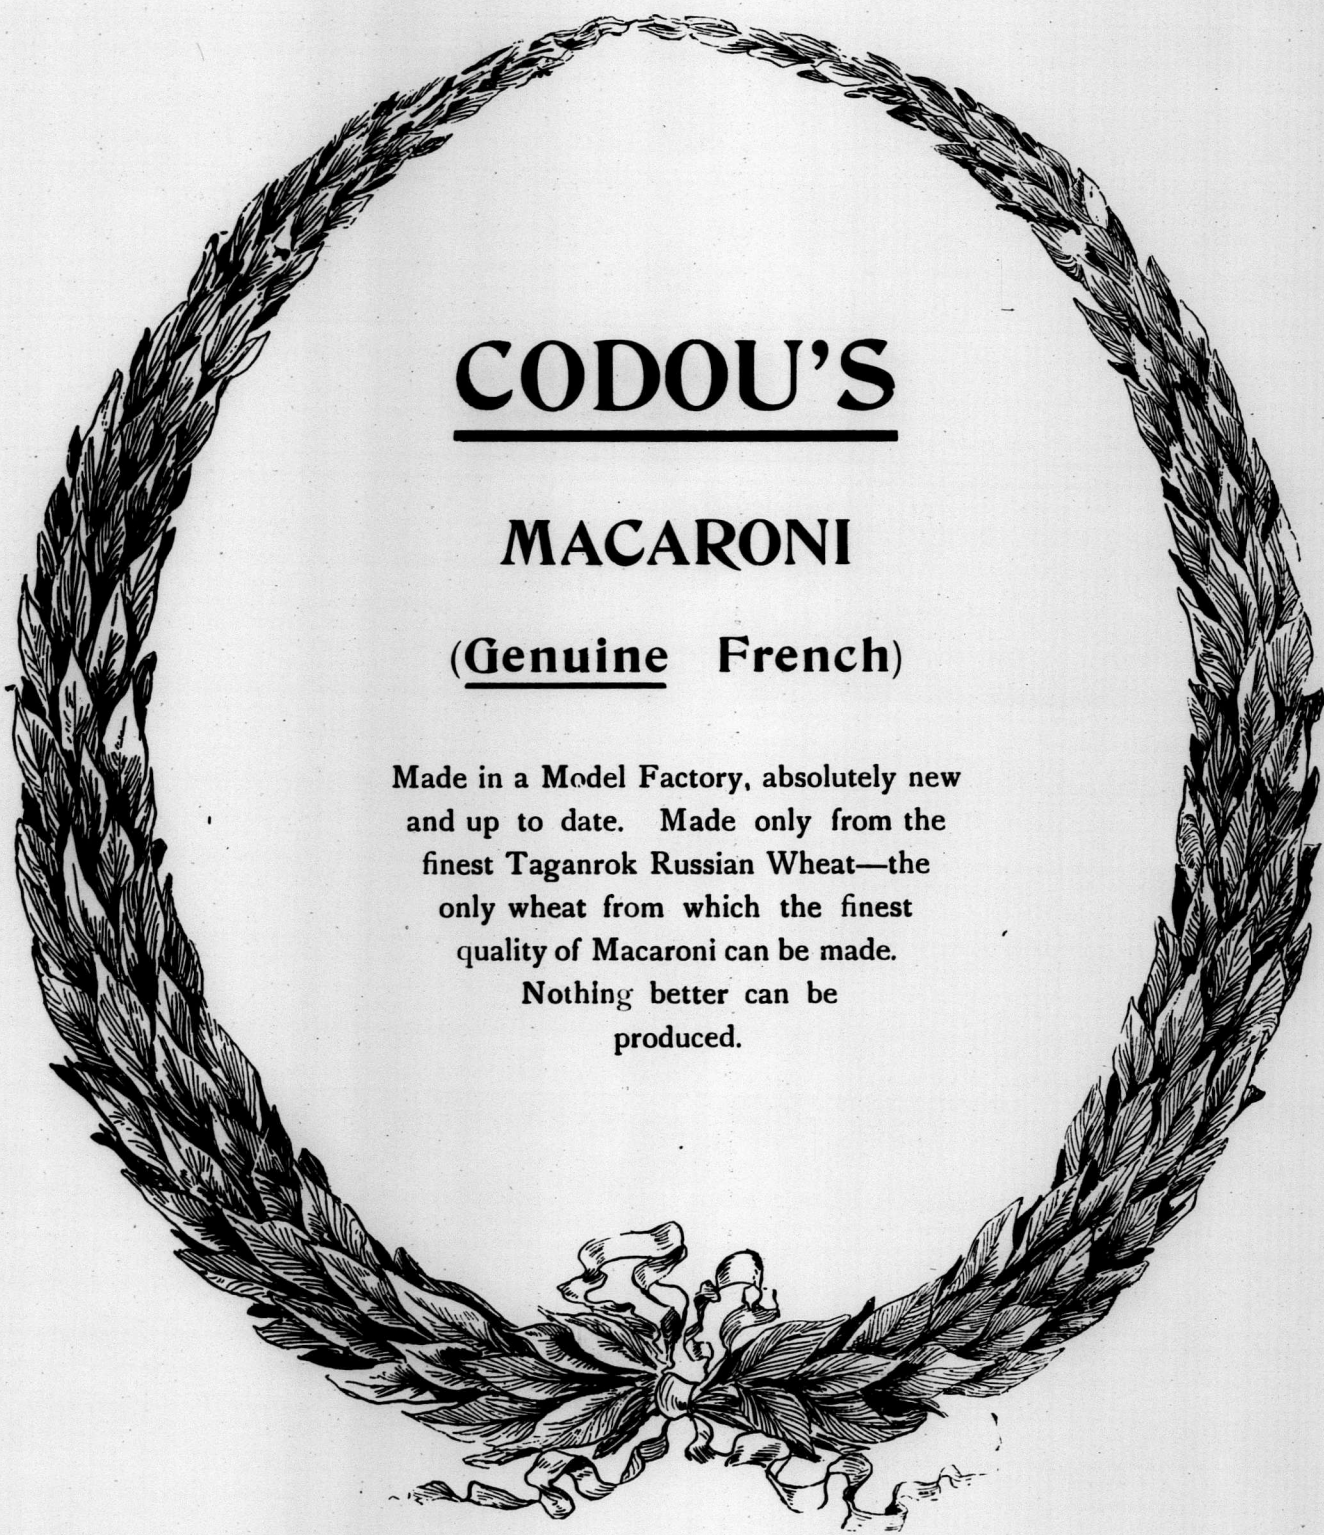 CODOU'S
MACARONI
(Genuine French)
Made in a Model Factory, absolutely new
and up to date. Made only from the
finest Taganrok Russian Wheat—the
only wheat from which the finest
quality of Macaroni can be made.
Nothing better can be
produced.